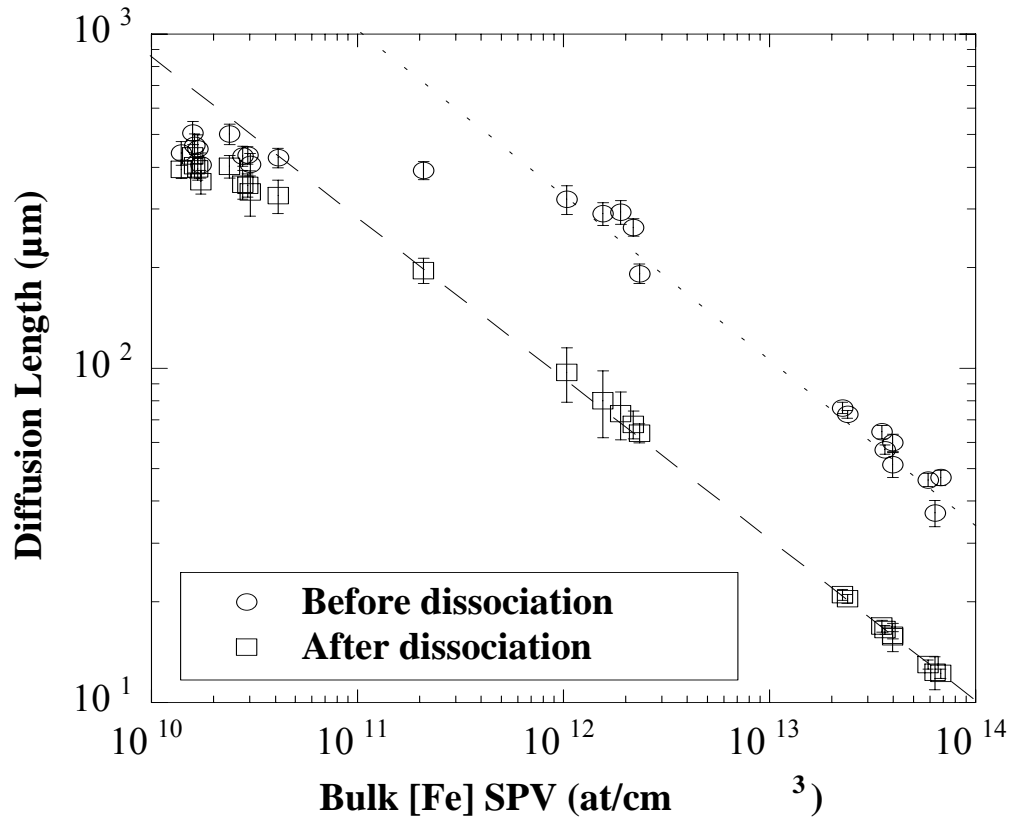 10 3
10 2
10 1
Diffusion Length (µm)
Before dissociation
After dissociation
10 10
10 11
10 12
10 13
10 14
Bulk [Fe] SPV (at/cm 3)